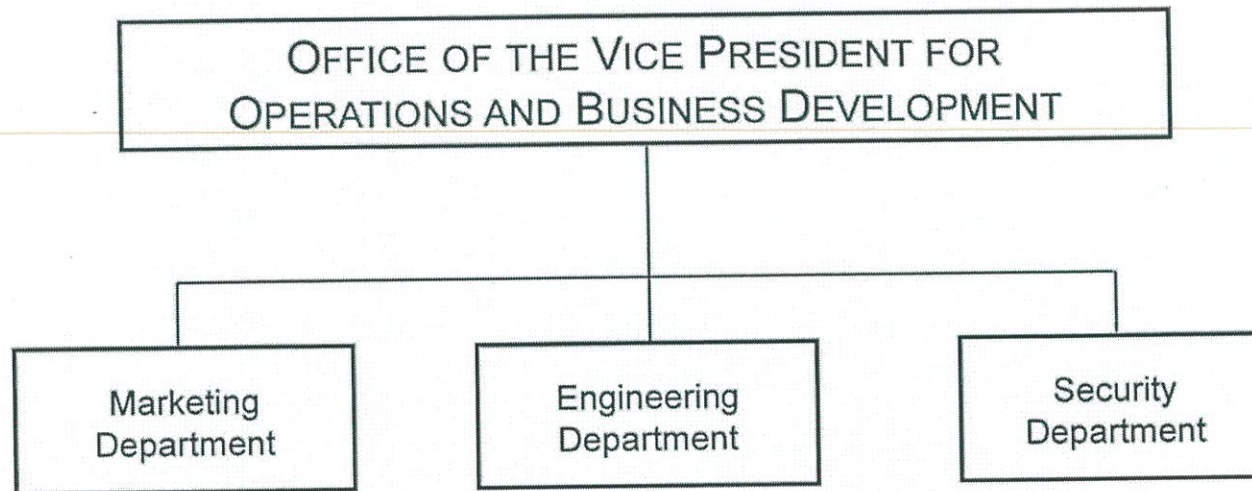 OFFICE OF THE VICE PRESIDENT FOR
OPERATIONS AND BUSINESS DEVELOPMENT
Marketing
Department
Engineering
Department
Security
Department